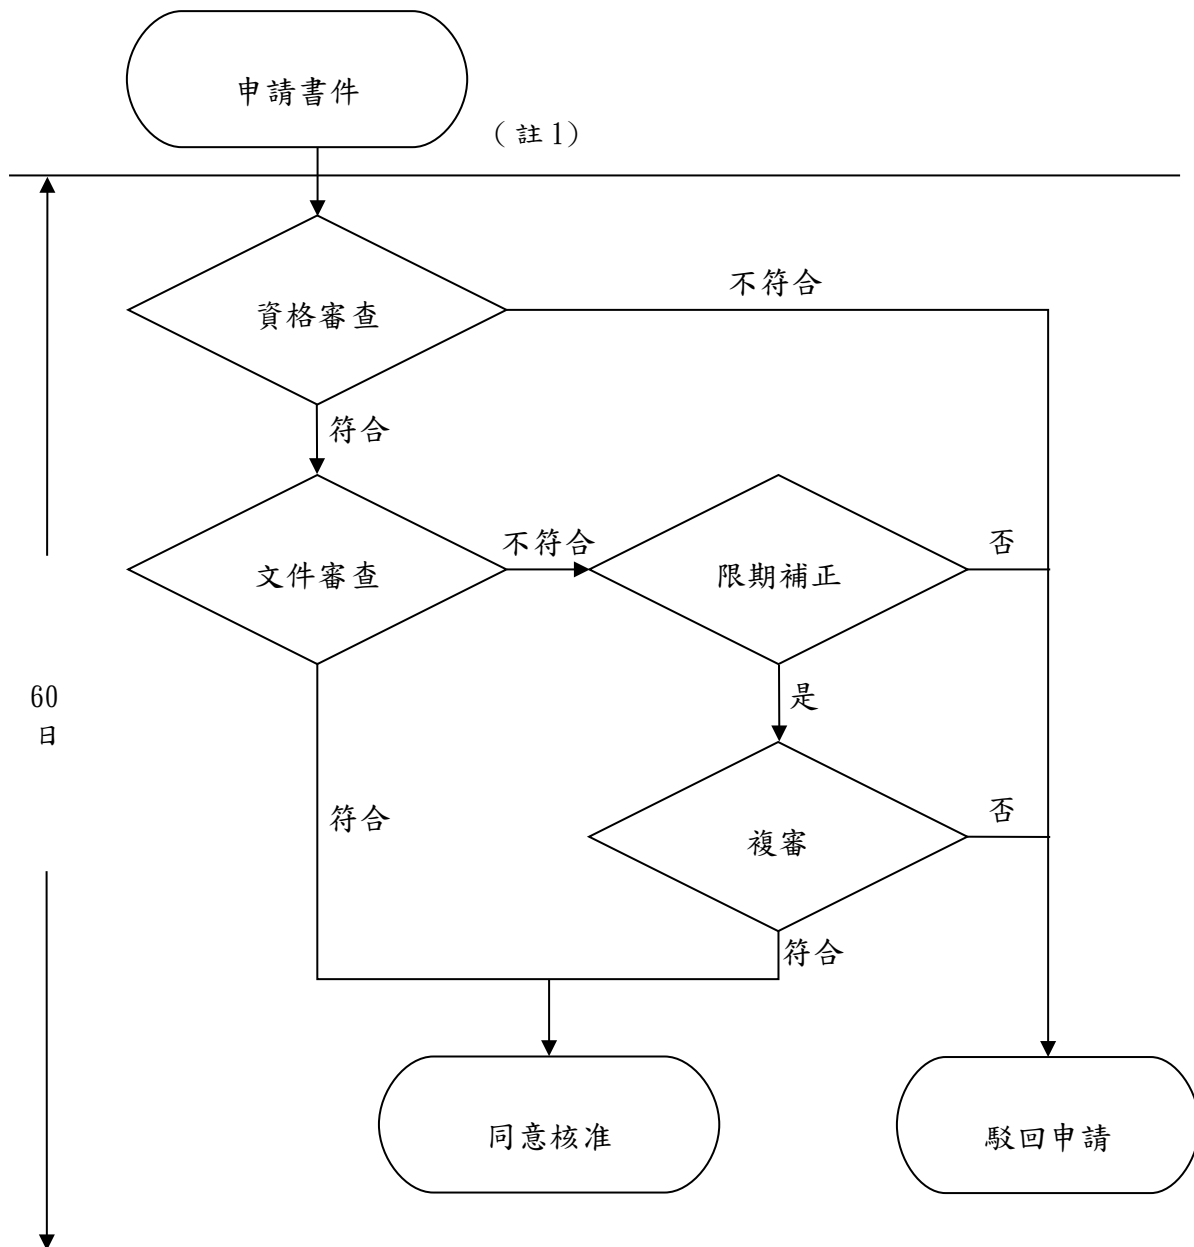 申請書件
（註1）
不符合
資格審查
符合
不符合
否
文件審查
限期補正
60
日
是
符合
否
複審
符合
同意核准
駁回申請